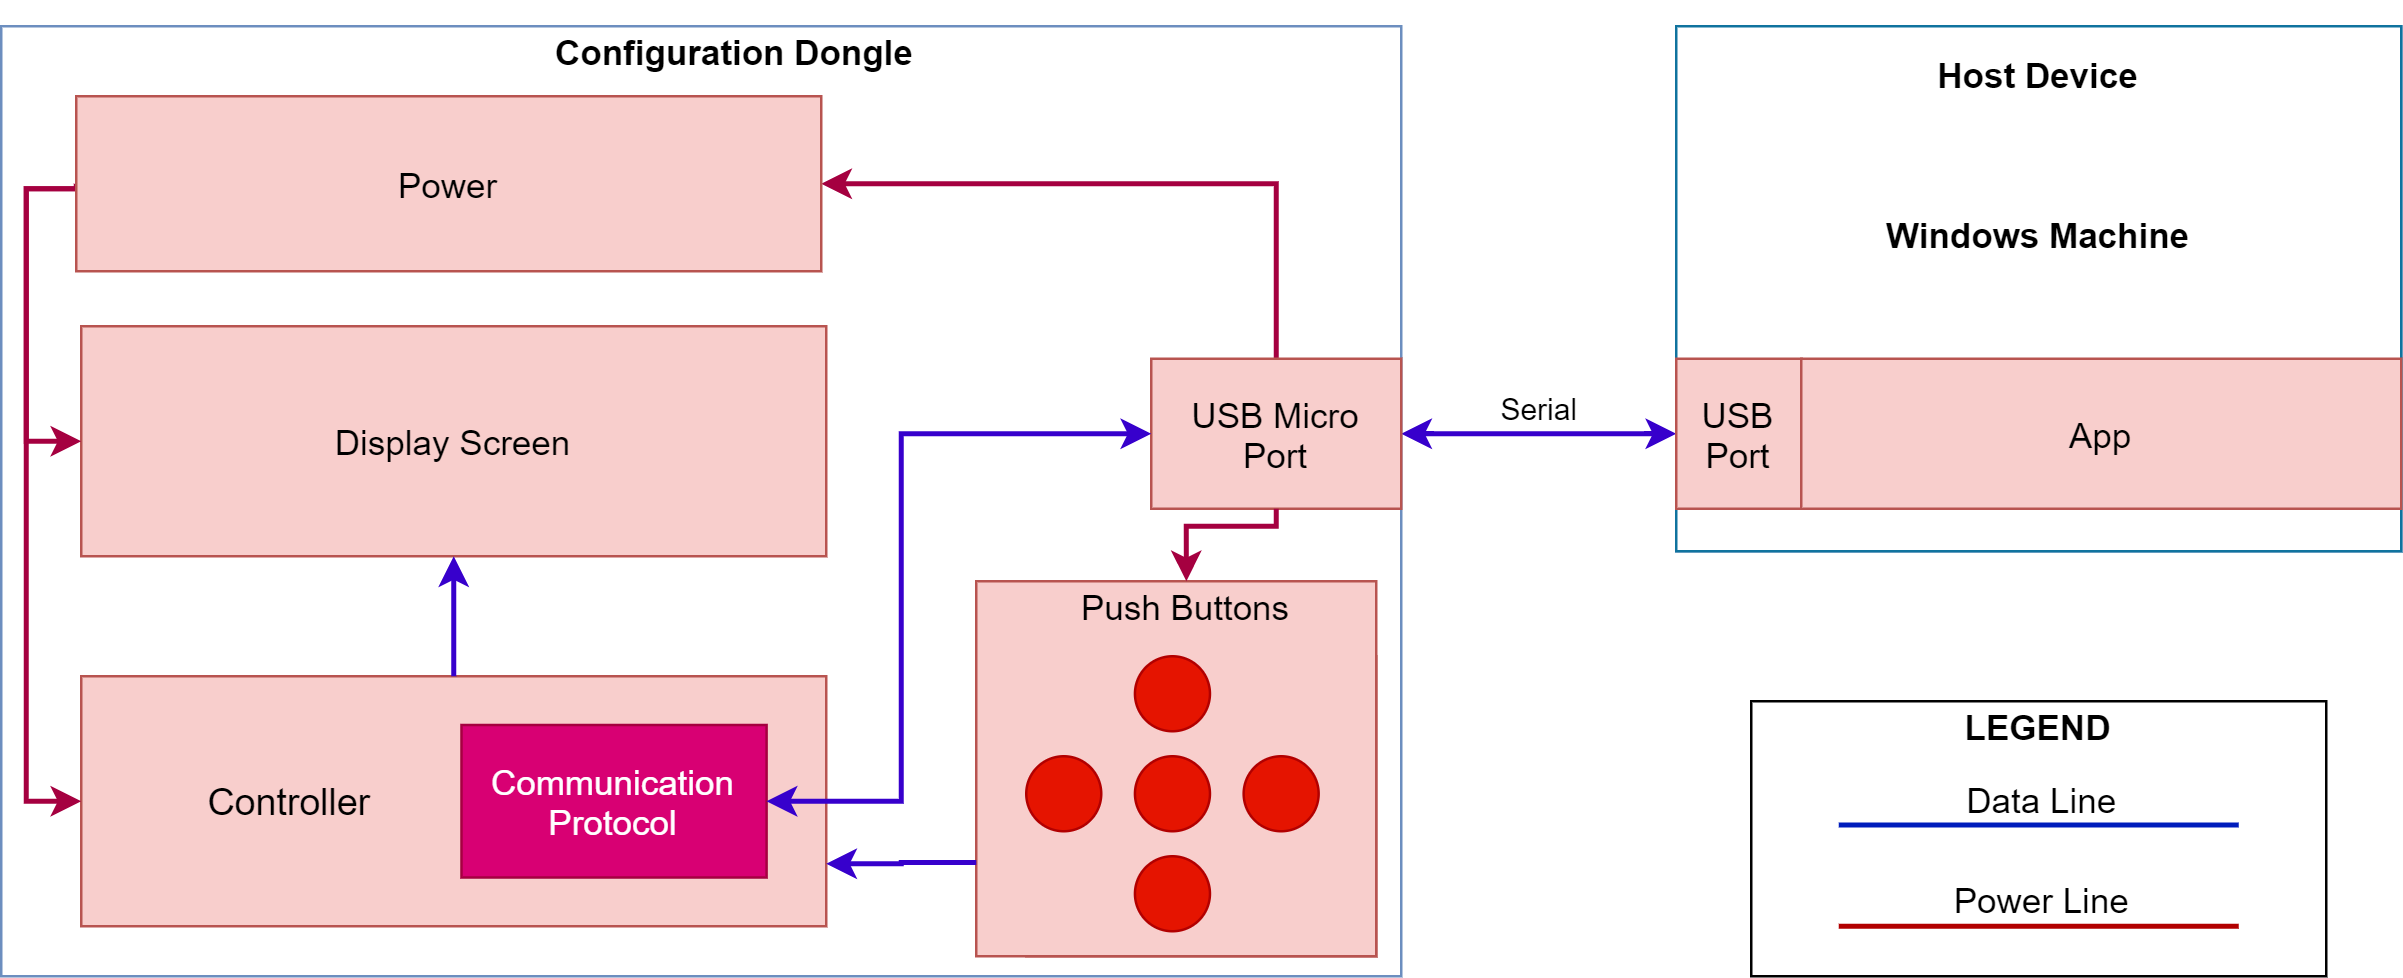 Configuration Dongle
Power
Display Screen
Controller
Communication
Protocol
USB Micro
Port
Push Buttons
Serial
Host Device
Windows Machine
USB
Port
App
LEGEND
Data Line
Power Line